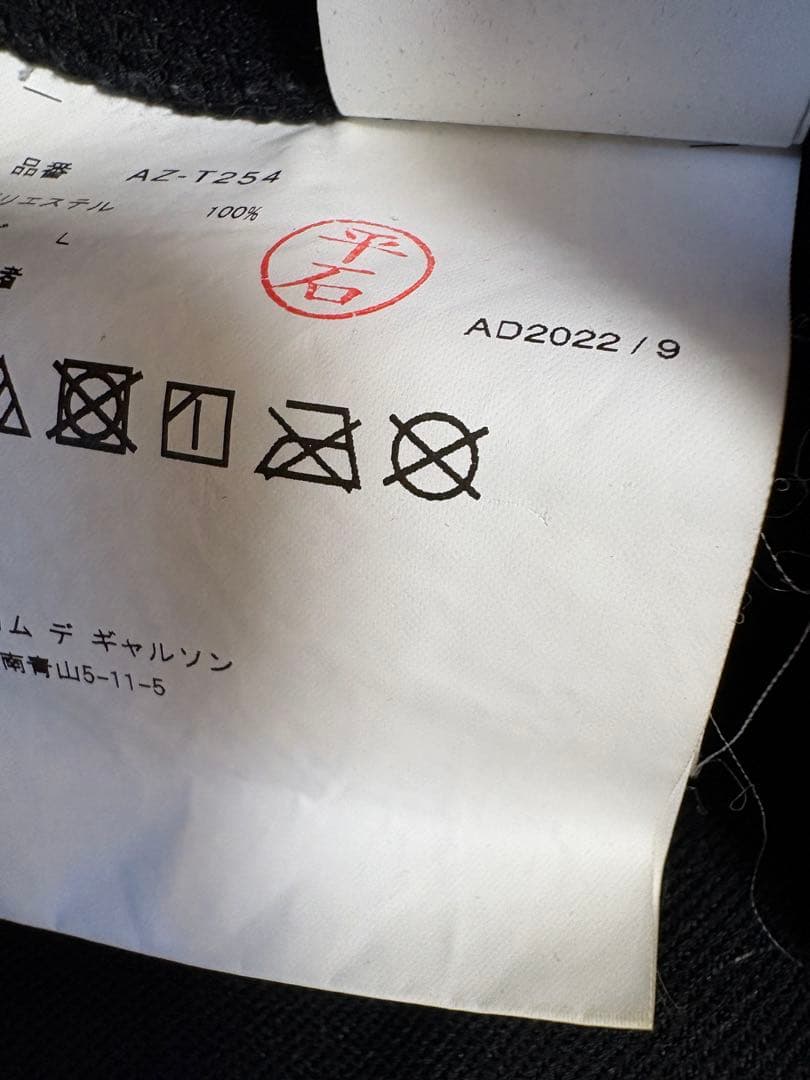 品番 AZ-T254
リエステル 100%
L
者
平石
AD2022/9
ム デ ギャルソン
南青山5-11-5